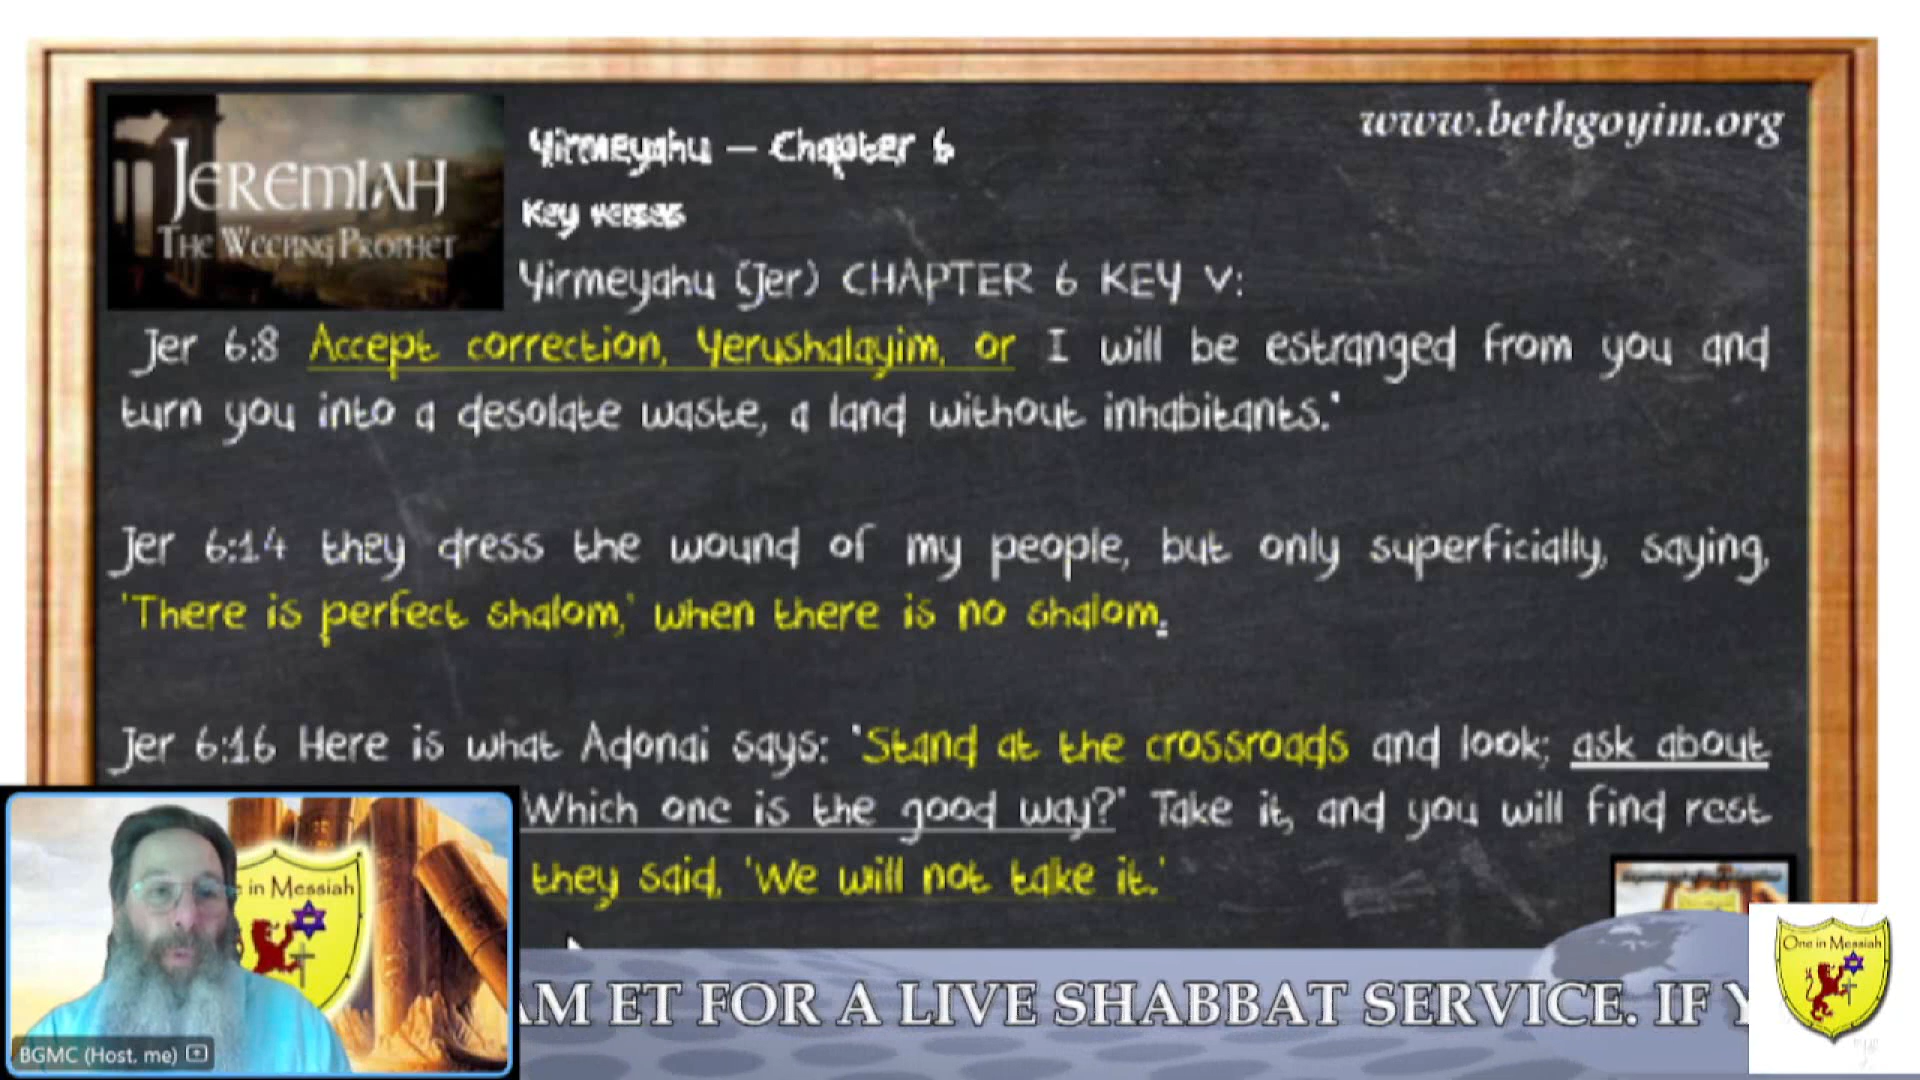 JEREMIAH
THE WEEPING PROPHET
www.bethgoyim.org
Yirmeyahu – Chapter 6
Key verses
Yirmeyahu (Jer) CHAPTER 6 KEY V:
Jer 6:8 Accept correction, Yerushalayim, or I will be estranged from you and
turn you into a desolate waste, a land without inhabitants.'
Jer 6:14 they dress the wound of my people, but only superficially, saying,
'There is perfect shalom,' when there is no shalom.
Jer 6:16 Here is what Adonai says: 'Stand at the crossroads and look; ask about
Which one is the good way?' Take it, and you will find rest
they said, 'We will not take it.'
e in Messiah
BGMC (Host, me)
AM ET FOR A LIVE SHABBAT SERVICE. IF Y
One in Messiah